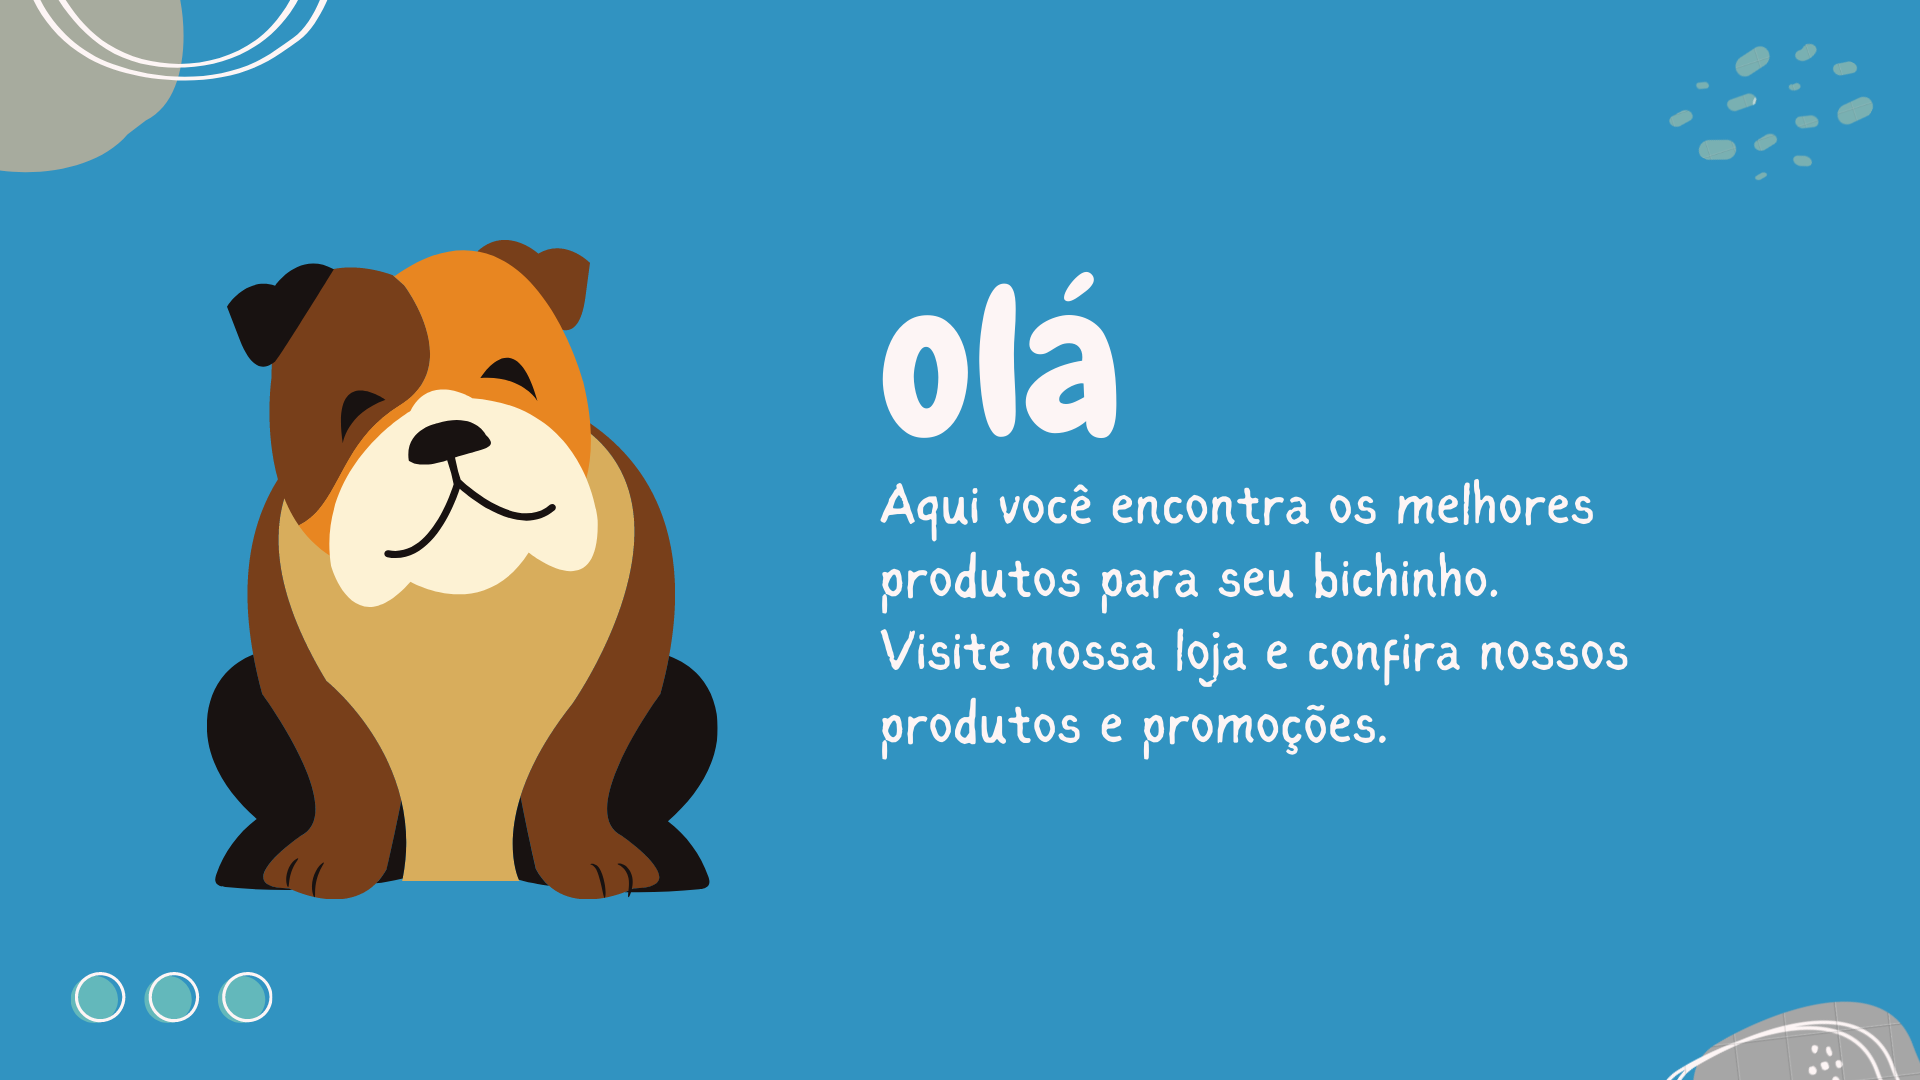 olá
Aqui você encontra os melhores
produtos para seu bichinho.
Visite nossa loja e confira nossos
produtos e promoções.